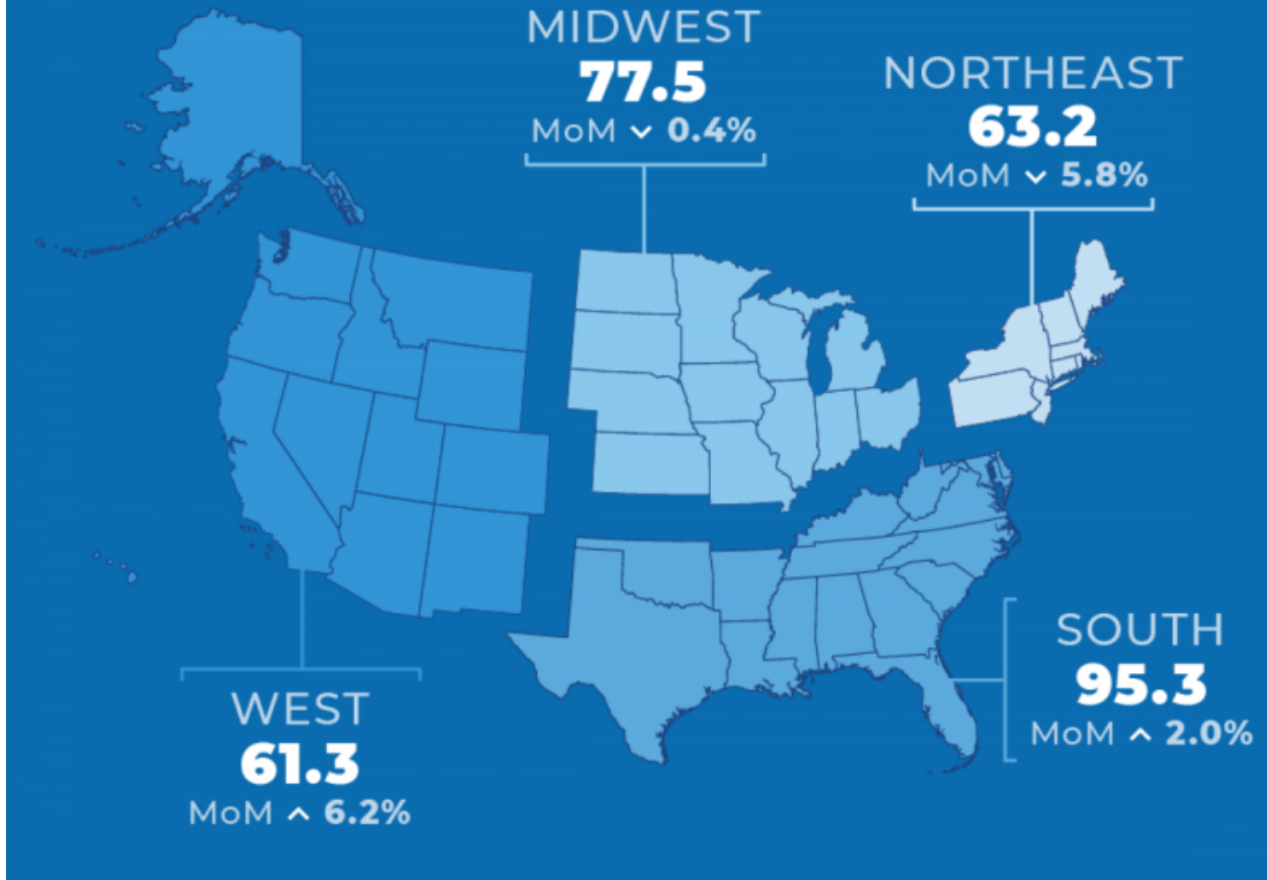 MIDWEST
77.5
MoM ⌄ 0.4%
NORTHEAST
63.2
MoM ⌄ 5.8%
SOUTH
95.3
MoM ^ 2.0%
WEST
61.3
MoM ^ 6.2%